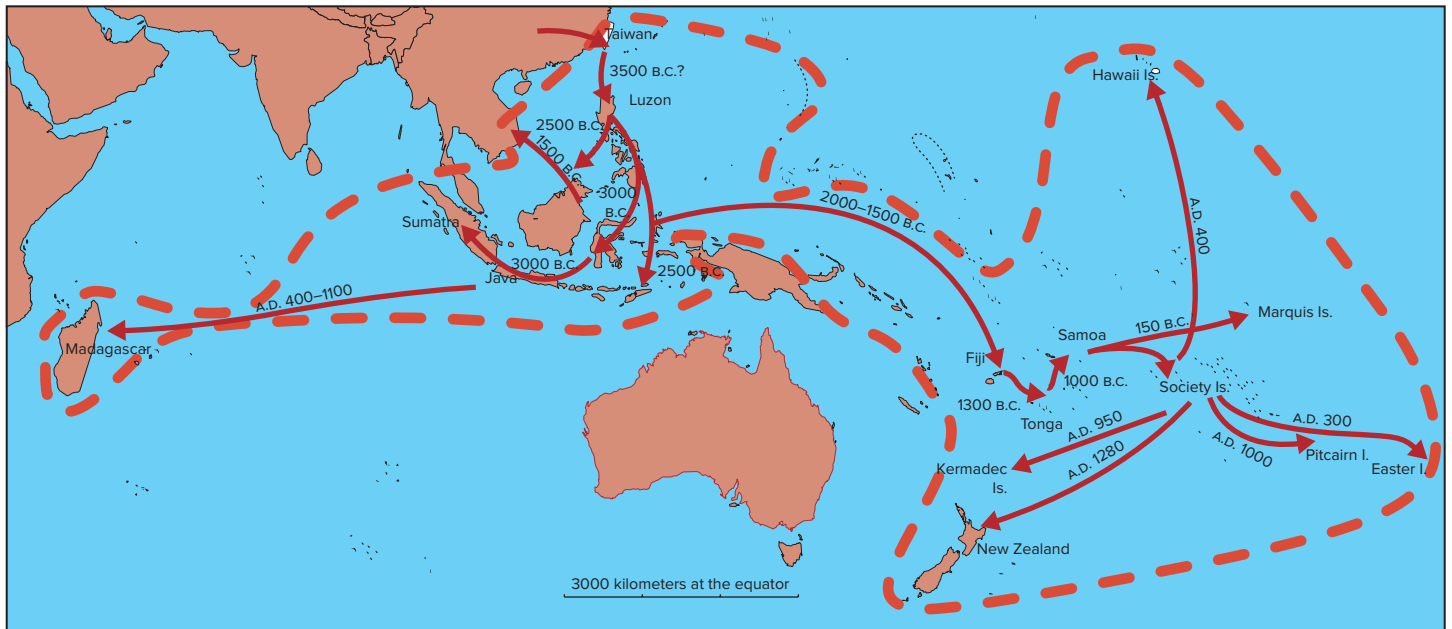 Taiwan
3500 B.C.?
Luzon
Hawaii Is.
2500 B.C.
1500 B.C.
3000
B.C.
Sumatra
2000–1500 B.C.
A.D. 400
3000 B.C.
2500 B.C.
Java
A.D. 400–1100
Madagascar
Marquis Is.
150 B.C.
Samoa
Fiji
1000 B.C.
Society Is.
1300 B.C.
Tonga
A.D. 950
A.D. 300
A.D. 1000
Pitcairn I.
Easter I.
A.D. 1280
Kermadec
Is.
New Zealand
3000 kilometers at the equator